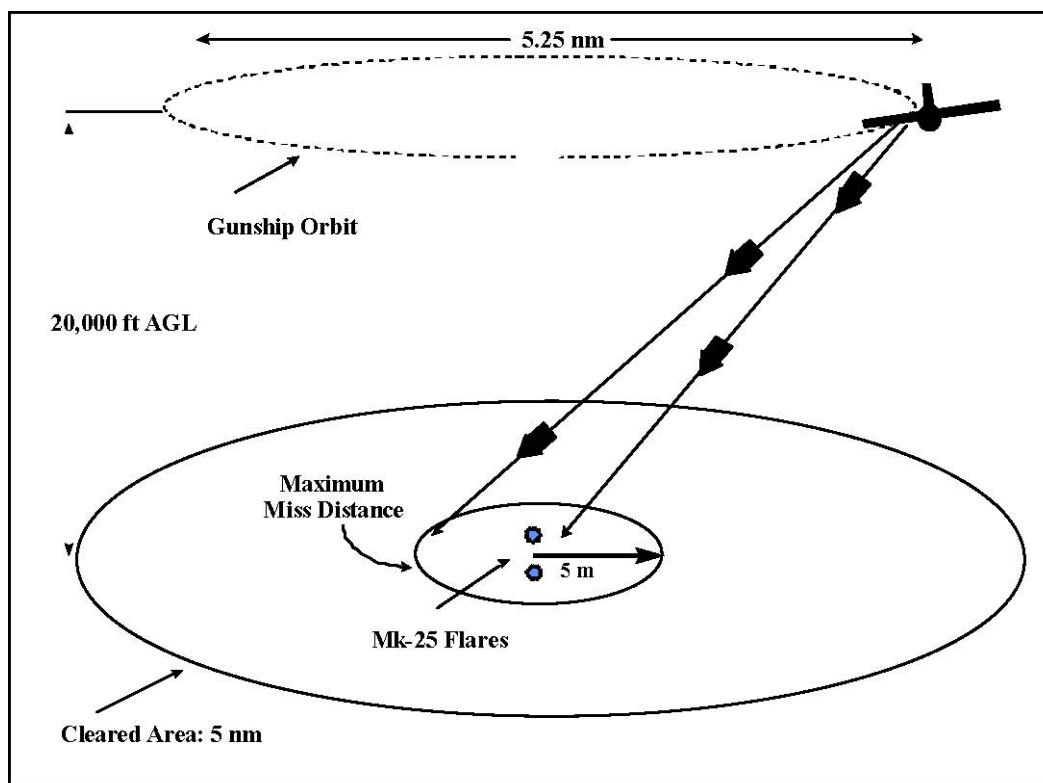 5.25 nm
Gunship Orbit
20,000 ft AGL
Maximum
Miss Distance
5 m
Mk-25 Flares
Cleared Area: 5 nm